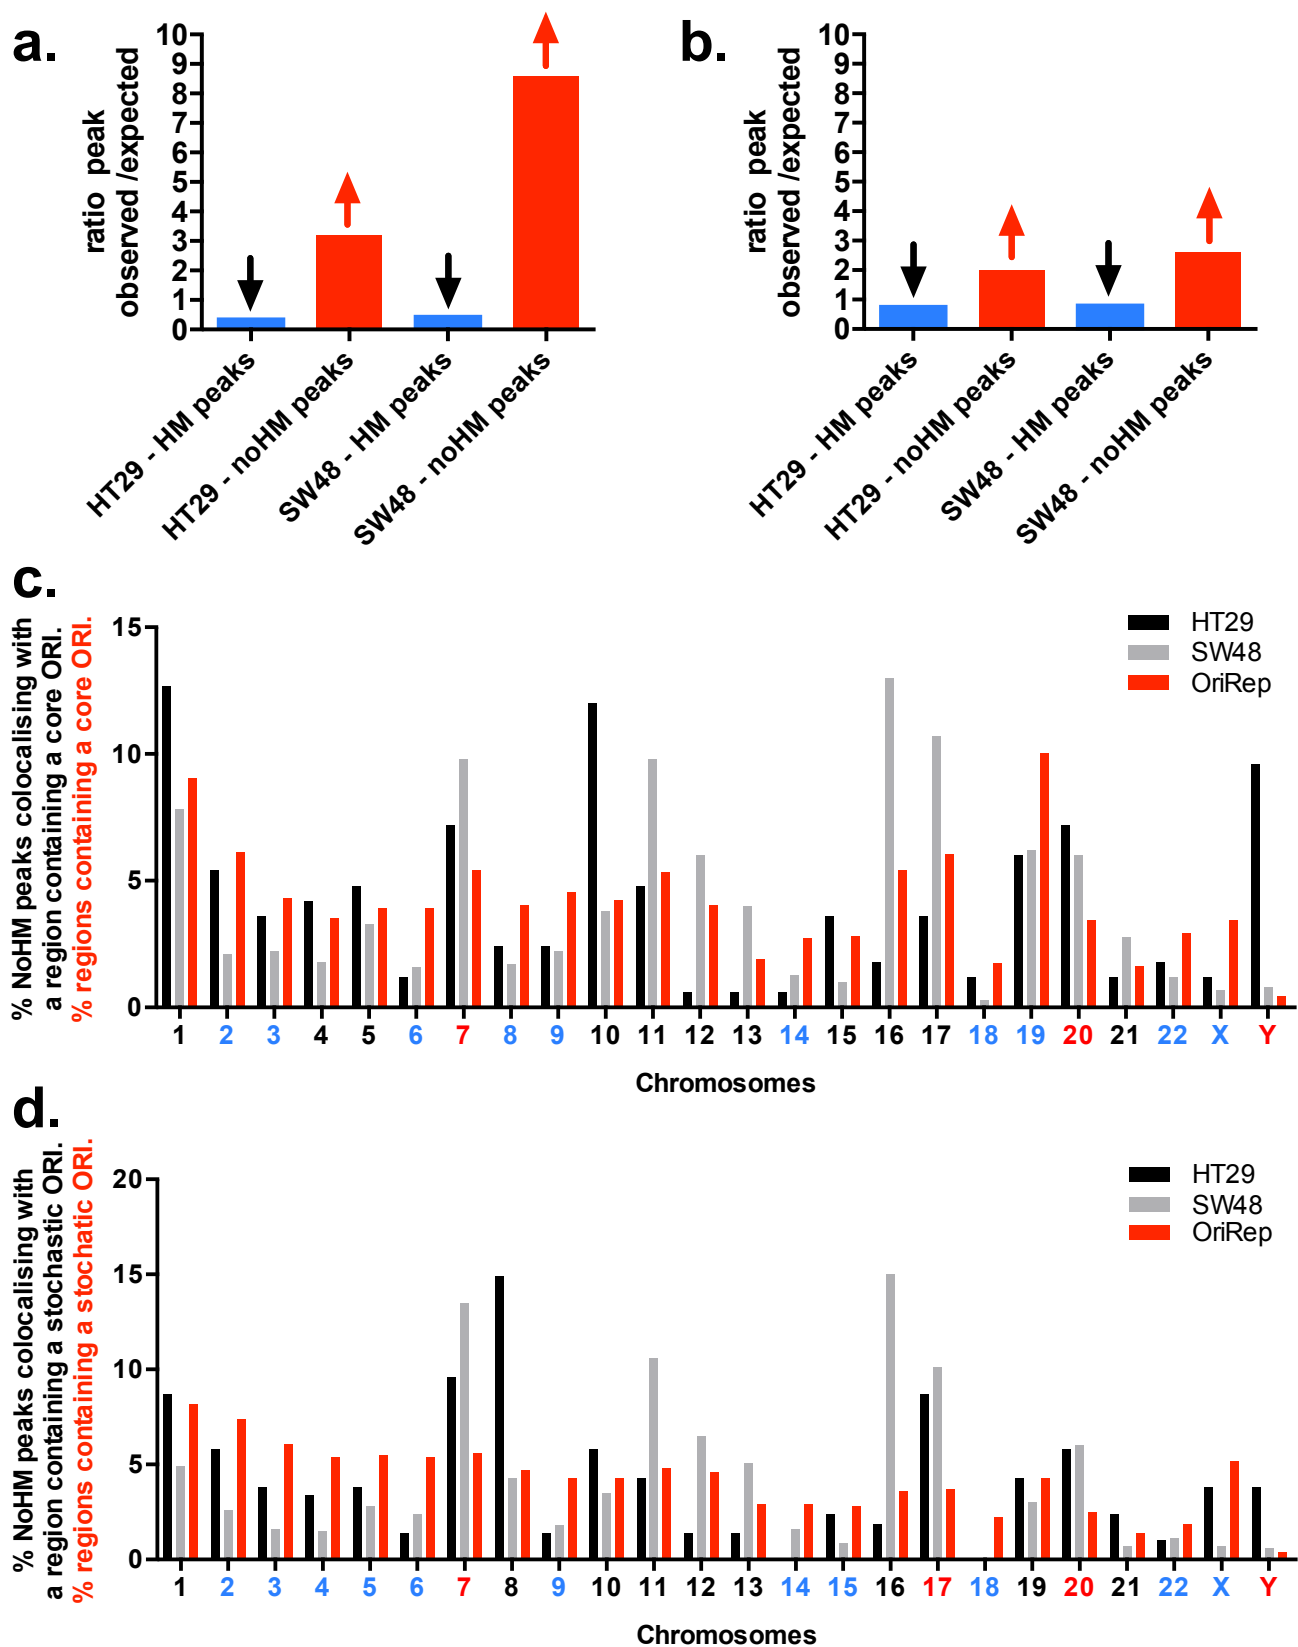 a.
ratio peak
observed /expected
10
9
8
7
6
5
4
3
2
1
0
HT29 - HM peaks
HT29 - noHM peaks
SW48 - HM peaks
SW48 - noHM peaks
b.
ratio peak
observed /expected
10
9
8
7
6
5
4
3
2
1
0
HT29 - HM peaks
HT29 - noHM peaks
SW48 - HM peaks
SW48 - noHM peaks
c.
% NoHM peaks colocalising with
a region containing a core ORI.
% regions containing a core ORI.
15
10
5
0
HT29
SW48
OriRep
1 2 3 4 5 6 7 8 9 10 11 12 13 14 15 16 17 18 19 20 21 22 X Y
Chromosomes
d.
% NoHM peaks colocalising with
a region containing a stochastic ORI.
% regions containing a stochatic ORI.
20
15
10
5
0
HT29
SW48
OriRep
1 2 3 4 5 6 7 8 9 10 11 12 13 14 15 16 17 18 19 20 21 22 X Y
Chromosomes